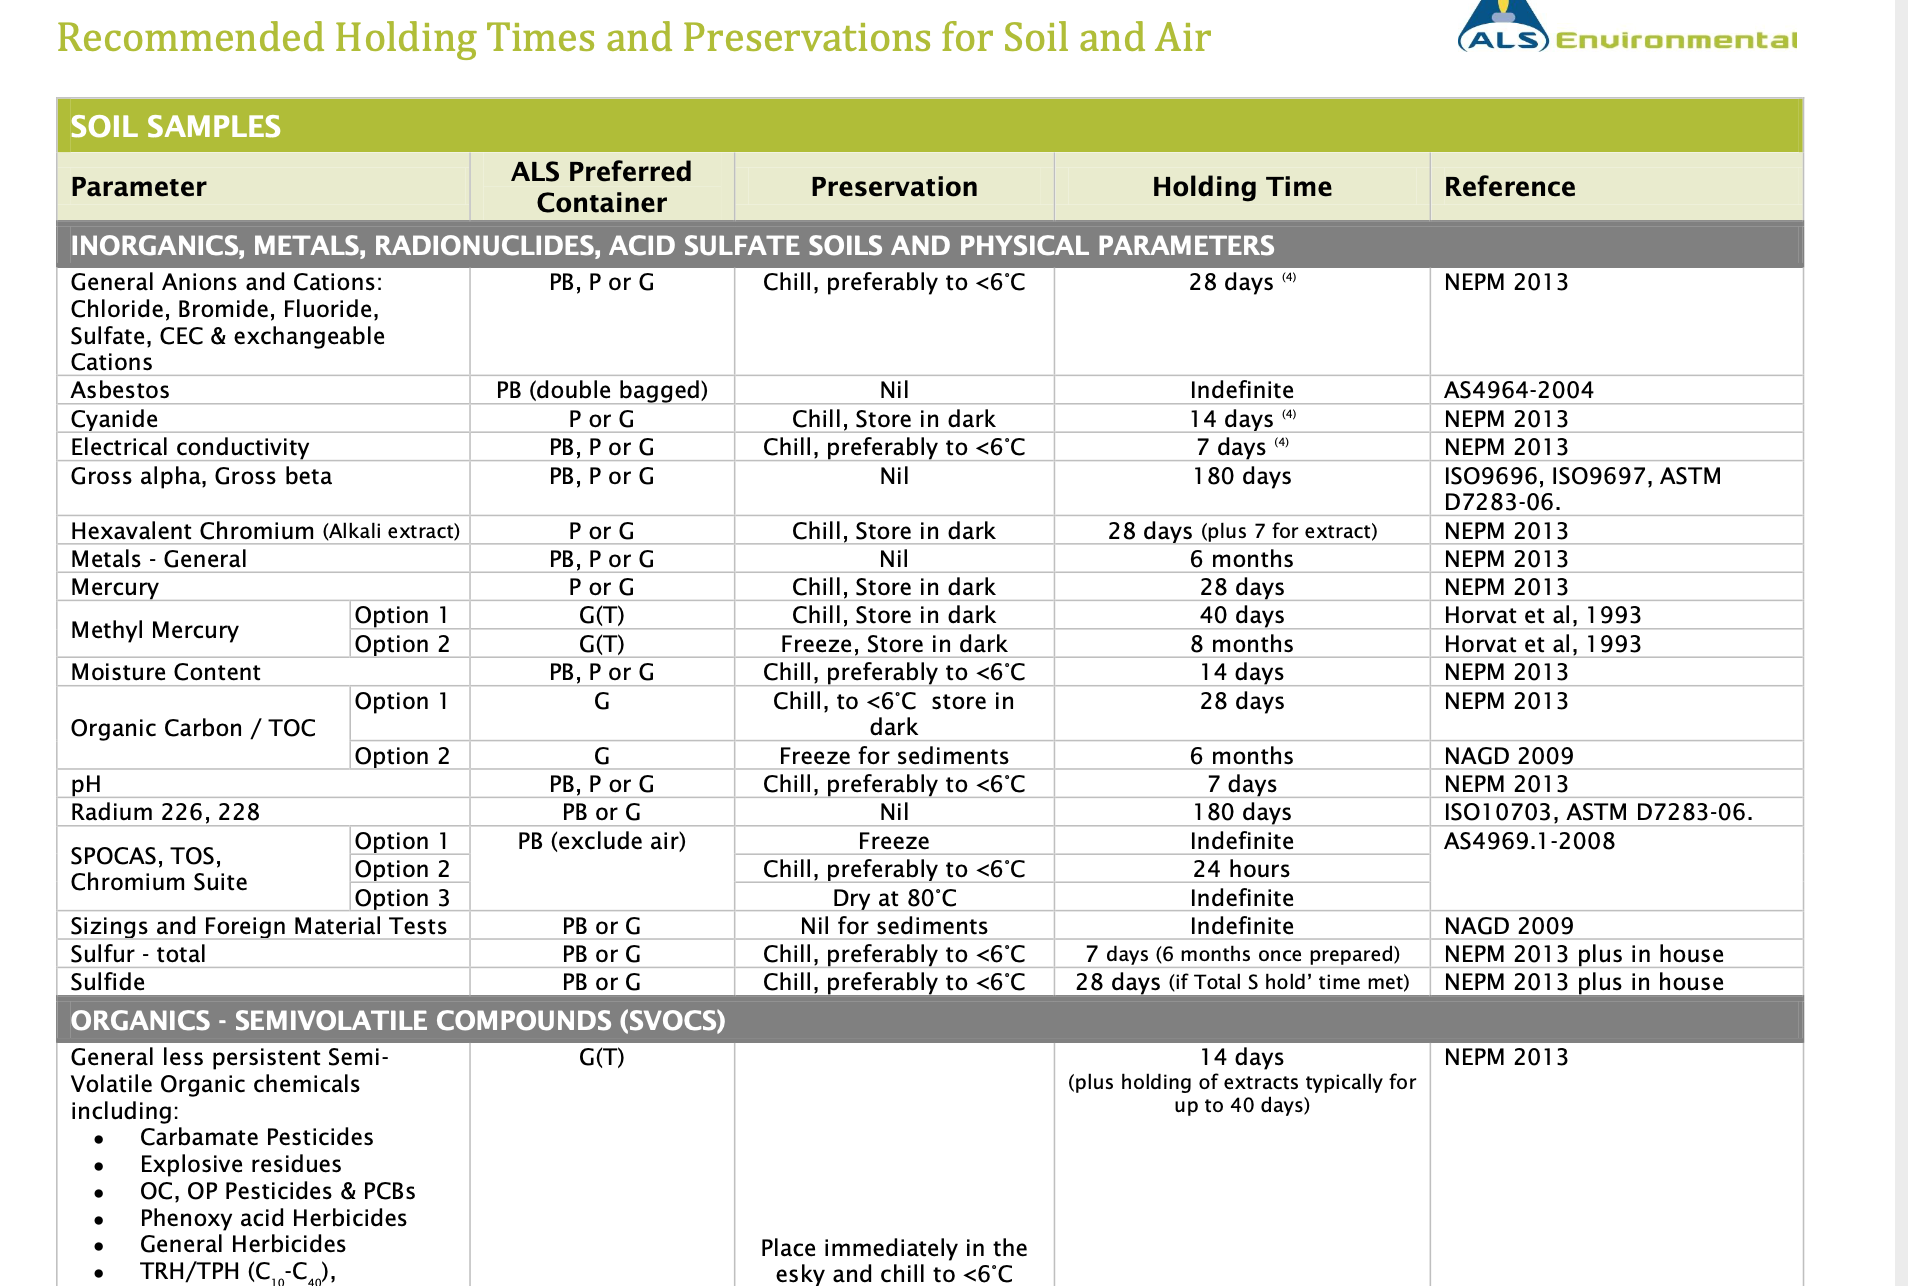 Recommended Holding Times and Preservations for Soil and Air
ALS Environmental
SOIL SAMPLES
Parameter
ALS Preferred
Container
Preservation
Holding Time
Reference
INORGANICS, METALS, RADIONUCLIDES, ACID SULFATE SOILS AND PHYSICAL PARAMETERS
General Anions and Cations: PB, P or G Chill, preferably to <6°C 28 days (4) NEPM 2013
Chloride, Bromide, Fluoride,
Sulfate, CEC & exchangeable
Cations
Asbestos PB (double bagged) Nil Indefinite AS4964-2004
Cyanide P or G Chill, Store in dark 14 days (4) NEPM 2013
Electrical conductivity PB, P or G Chill, preferably to <6°C 7 days (4) NEPM 2013
Gross alpha, Gross beta PB, P or G Nil 180 days ISO9696, ISO9697, ASTM
D7283-06.
Hexavalent Chromium (Alkali extract) P or G Chill, Store in dark 28 days (plus 7 for extract) NEPM 2013
Metals - General PB, P or G Nil 6 months NEPM 2013
Mercury P or G Chill, Store in dark 28 days NEPM 2013
Methyl Mercury
Option 1 G(T) Chill, Store in dark 40 days Horvat et al, 1993
Option 2 G(T) Freeze, Store in dark 8 months Horvat et al, 1993
Moisture Content PB, P or G Chill, preferably to <6°C 14 days NEPM 2013
Organic Carbon / TOC
Option 1 G Chill, to <6°C store in 28 days NEPM 2013
dark
Option 2 G Freeze for sediments 6 months NAGD 2009
pH PB, P or G Chill, preferably to <6°C 7 days NEPM 2013
Radium 226, 228 PB or G Nil 180 days ISO10703, ASTM D7283-06.
SPOCAS, TOS,
Chromium Suite
Option 1 PB (exclude air) Freeze Indefinite AS4969.1-2008
Option 2 Chill, preferably to <6°C 24 hours
Option 3 Dry at 80°C Indefinite
Sizings and Foreign Material Tests PB or G Nil for sediments Indefinite NAGD 2009
Sulfur - total PB or G Chill, preferably to <6°C 7 days (6 months once prepared) NEPM 2013 plus in house
Sulfide PB or G Chill, preferably to <6°C 28 days (if Total S hold' time met) NEPM 2013 plus in house
ORGANICS - SEMIVOLATILE COMPOUNDS (SVOCS)
General less persistent Semi- G(T) 14 days NEPM 2013
Volatile Organic chemicals (plus holding of extracts typically for
including: up to 40 days)
• Carbamate Pesticides
• Explosive residues
• OC, OP Pesticides & PCBs
• Phenoxy acid Herbicides
• General Herbicides
• TRH/TPH (C10-C40),
Place immediately in the
esky and chill to <6°C